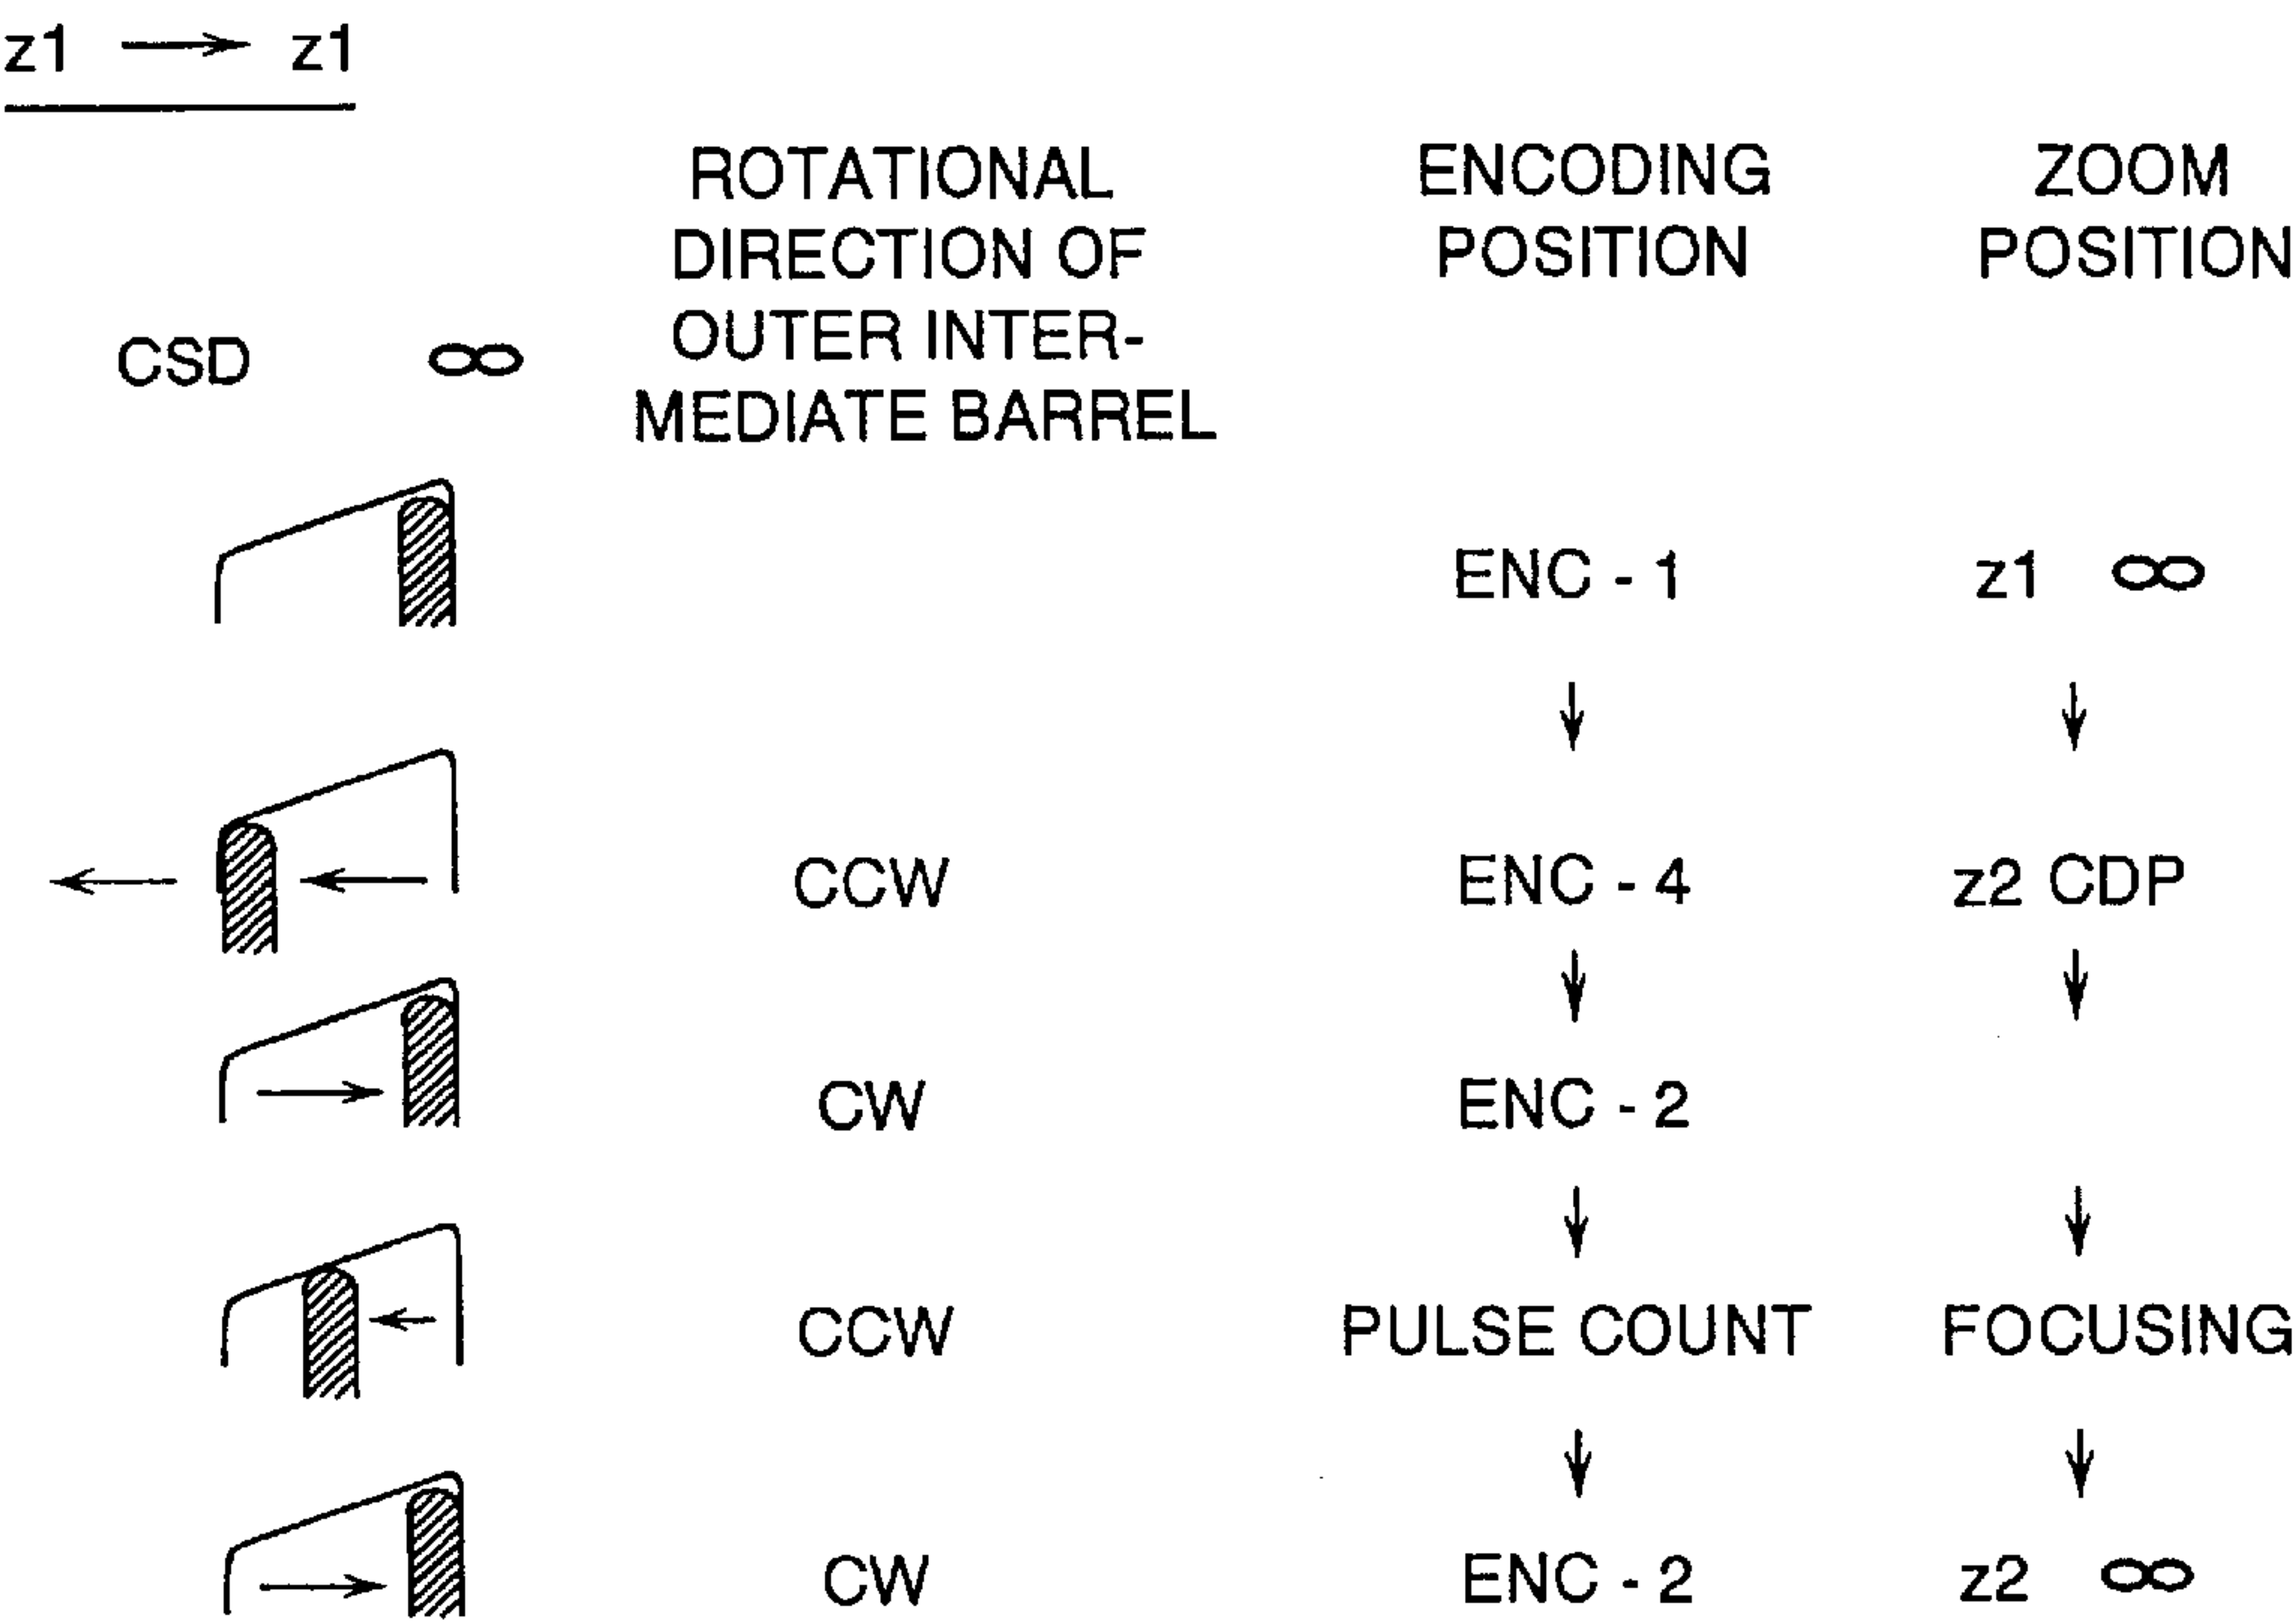 z1 → z1
ROTATIONAL DIRECTION OF OUTER INTER-MEDIATE BARREL
ENCODING POSITION
ZOOM POSITION
CSD ∞
ENC - 1 z1 ∞
CCW ENC - 4 z2 CDP
CW ENC - 2
CCW PULSE COUNT FOCUSING
CW ENC - 2 z2 ∞